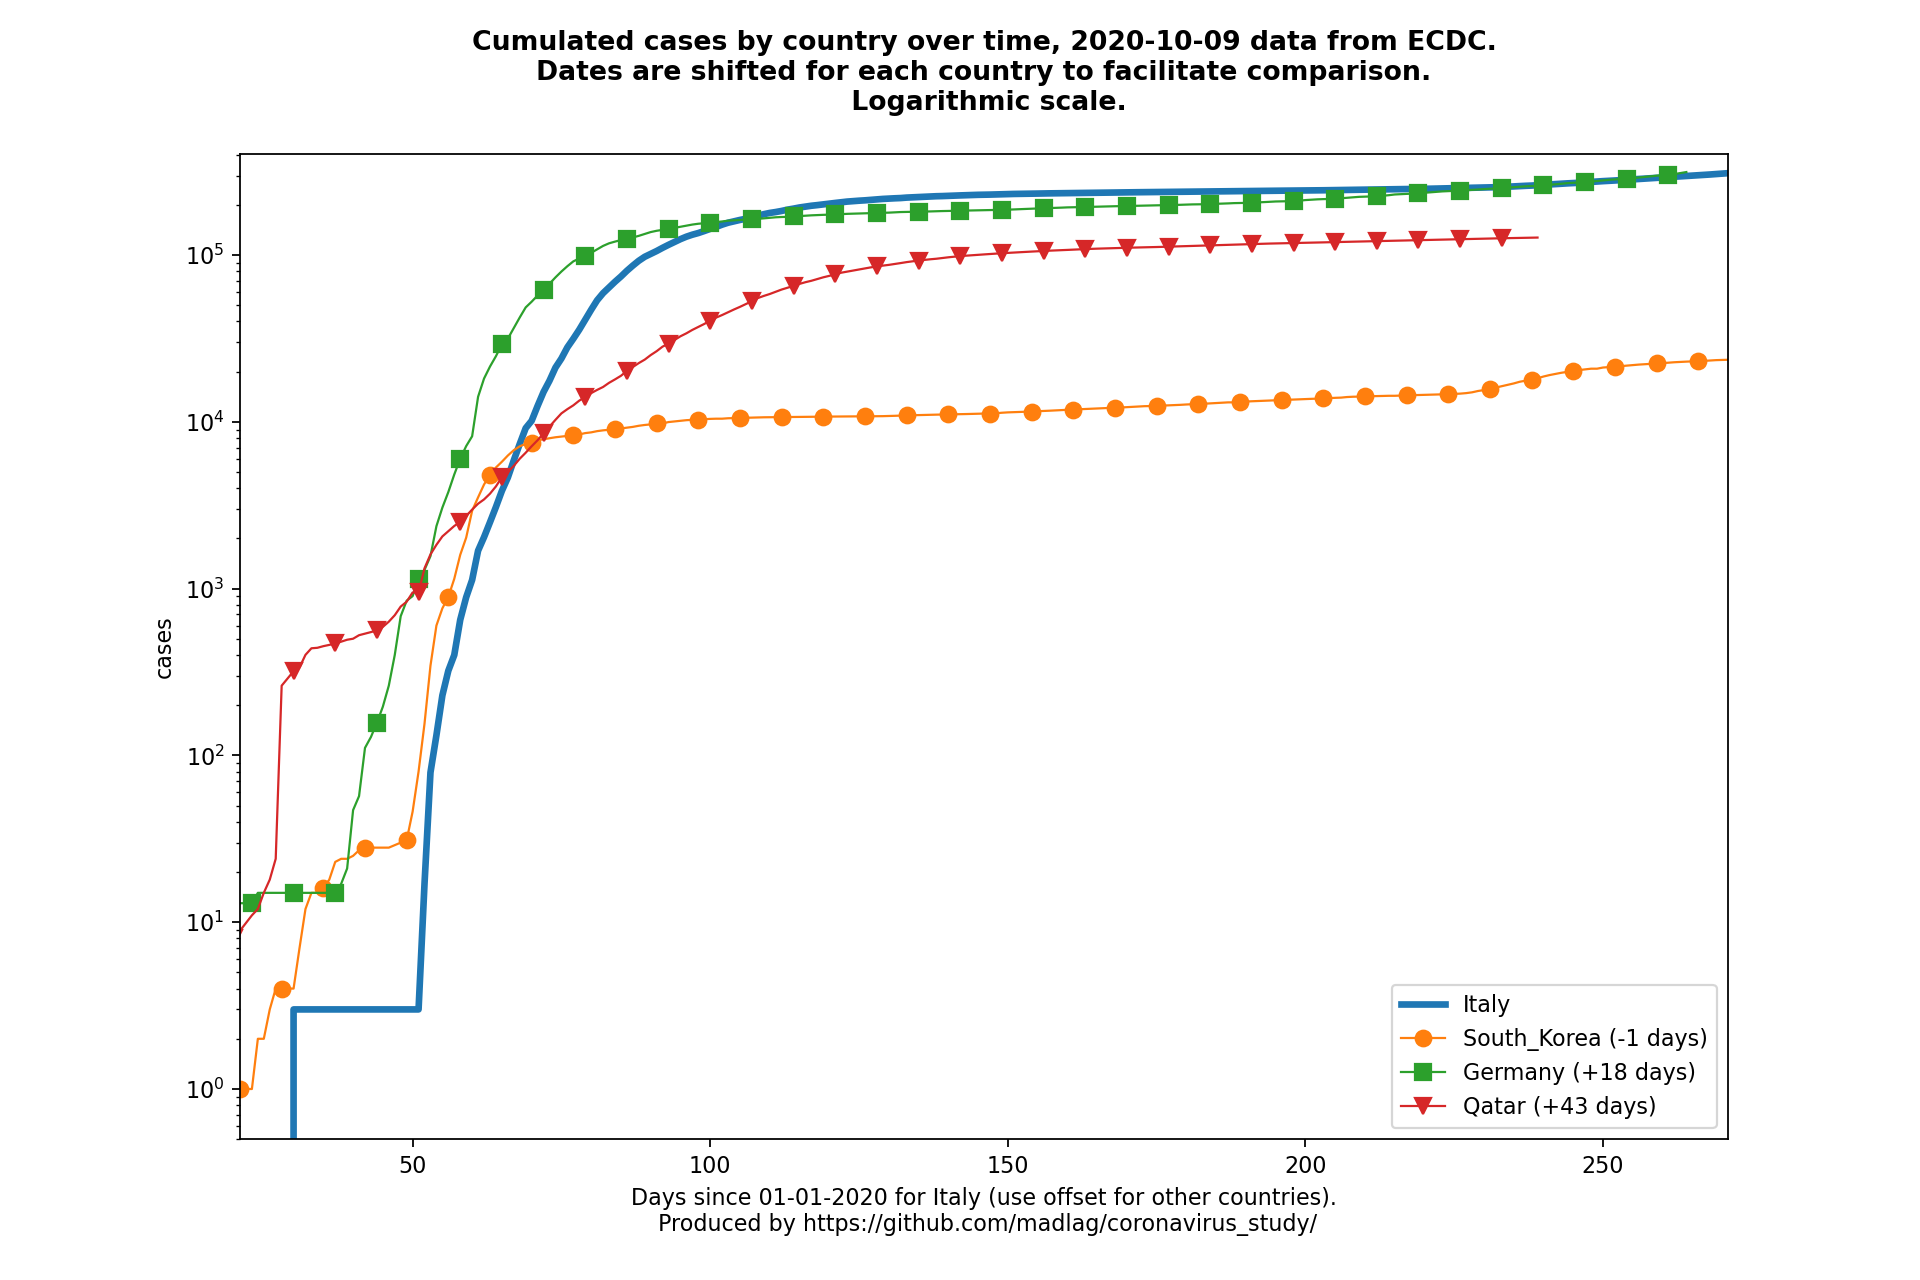 Cumulated cases by country over time, 2020-10-09 data from ECDC.
Dates are shifted for each country to facilitate comparison.
Logarithmic scale.
10^5
10^4
10^3
10^2
10^1
10^0
cases
50
100
150
200
250
Italy
South_Korea (-1 days)
Germany (+18 days)
Qatar (+43 days)
Days since 01-01-2020 for Italy (use offset for other countries).
Produced by https://github.com/madlag/coronavirus_study/